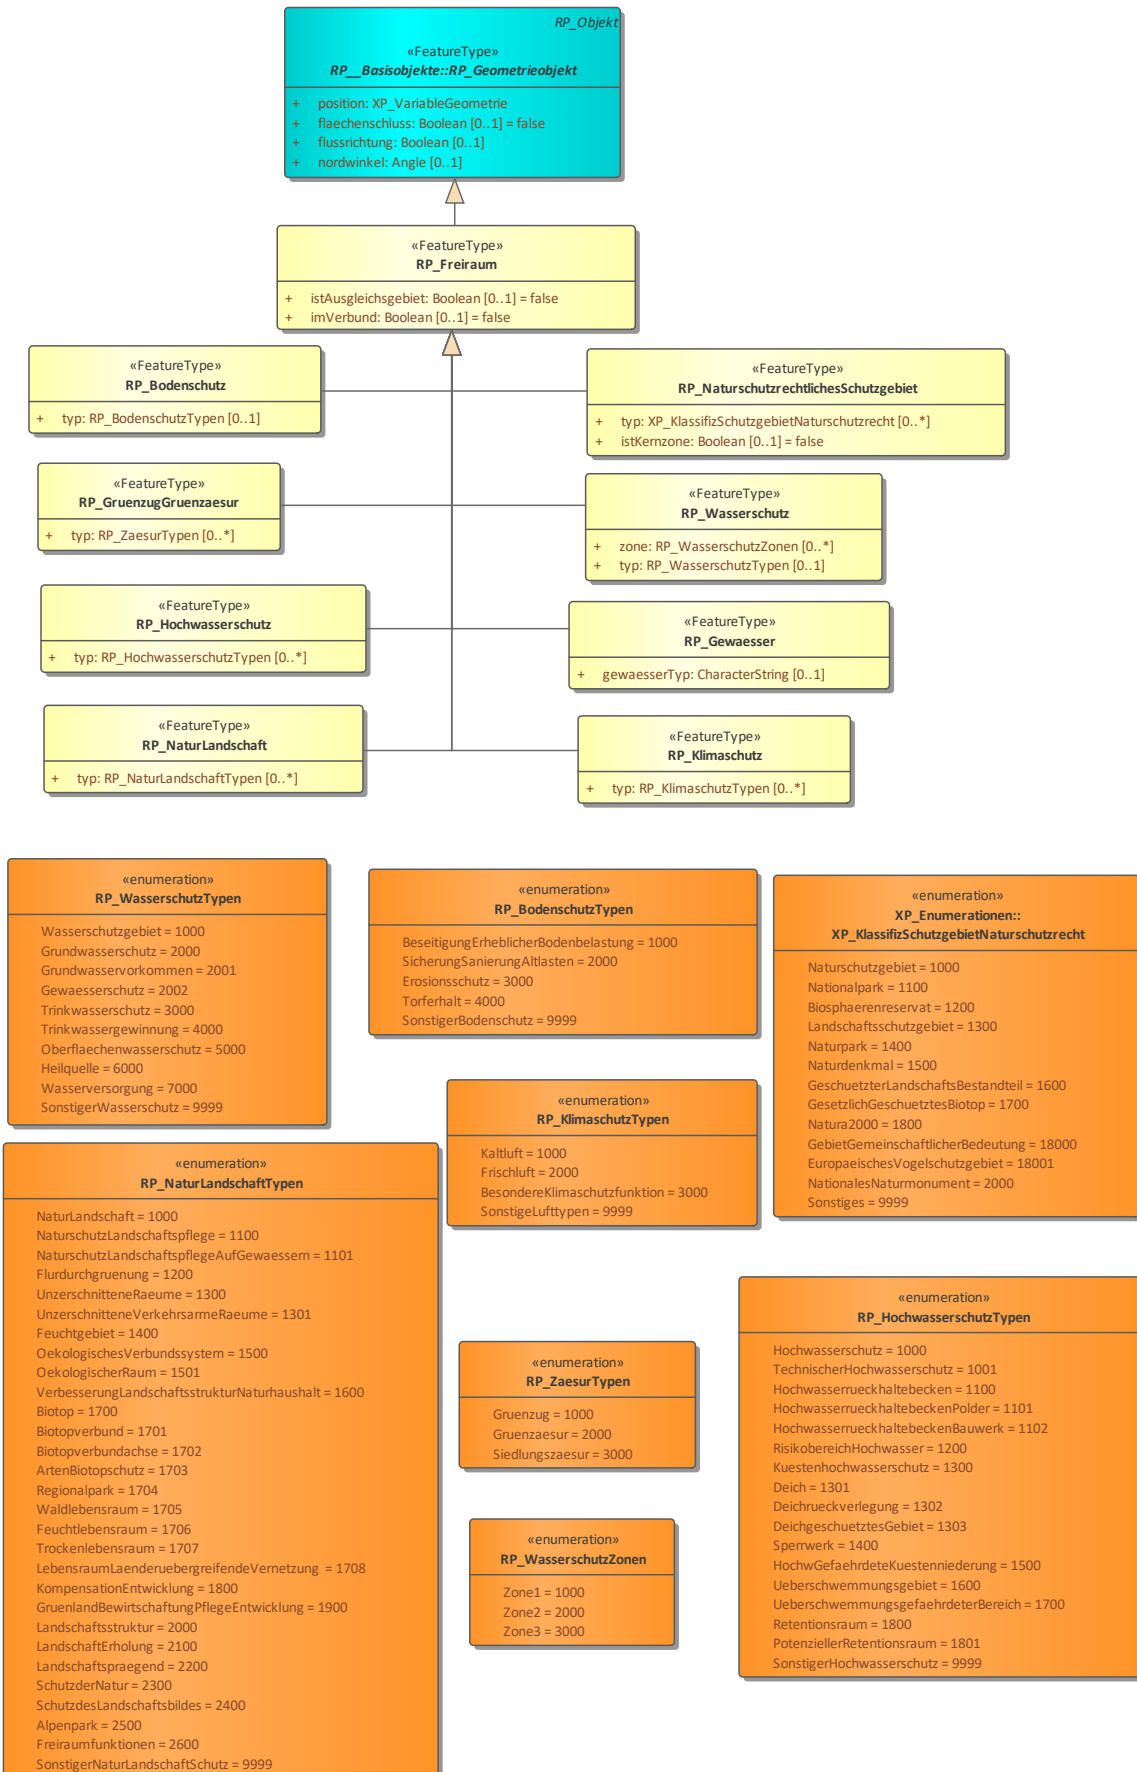 RP_Objekt
«FeatureType»
RP__Basisobjekte::RP_Geometrieobjekt
+ position: XP_VariableGeometrie
+ flaechenschluss: Boolean [0..1] = false
+ flussrichtung: Boolean [0..1]
+ nordwinkel: Angle [0..1]
«FeatureType»
RP_Freiraum
+ istAusgleichsgebiet: Boolean [0..1] = false
+ imVerbund: Boolean [0..1] = false
«FeatureType»
RP_Bodenschutz
+ typ: RP_BodenschutzTypen [0..1]
«FeatureType»
RP_NaturschutzrechtlichesSchutzgebiet
+ typ: XP_KlassifizSchutzgebietNaturschutzrecht [0..*]
+ istKernzone: Boolean [0..1] = false
«FeatureType»
RP_GruenzugGruenzaesur
+ typ: RP_ZaesurTypen [0..*]
«FeatureType»
RP_Wasserschutz
+ zone: RP_WasserschutzZonen [0..*]
+ typ: RP_WasserschutzTypen [0..1]
«FeatureType»
RP_Hochwasserschutz
+ typ: RP_HochwasserschutzTypen [0..*]
«FeatureType»
RP_Gewaesser
+ gewaesserTyp: CharacterString [0..1]
«FeatureType»
RP_NaturLandschaft
+ typ: RP_NaturLandschaftTypen [0..*]
«FeatureType»
RP_Klimaschutz
+ typ: RP_KlimaschutzTypen [0..*]
«enumeration»
RP_WasserschutzTypen
Wasserschutzgebiet = 1000
Grundwasserschutz = 2000
Grundwasservorkommen = 2001
Gewaesserschutz = 2002
Trinkwasserschutz = 3000
Trinkwassergewinnung = 4000
Oberflaechenwasserschutz = 5000
Heilquelle = 6000
Wasserversorgung = 7000
SonstigerWasserschutz = 9999
«enumeration»
RP_BodenschutzTypen
BeseitigungErheblicherBodenbelastung = 1000
SicherungSanierungAltlasten = 2000
Erosionsschutz = 3000
Torferhalt = 4000
SonstigerBodenschutz = 9999
«enumeration»
XP_Enumerationen::
XP_KlassifizSchutzgebietNaturschutzrecht
Naturschutzgebiet = 1000
Nationalpark = 1100
Biosphaerenreservat = 1200
Landschaftsschutzgebiet = 1300
Naturpark = 1400
Naturdenkmal = 1500
GeschuetzterLandschaftsBestandteil = 1600
GesetzlichGeschuetztesBiotop = 1700
Natura2000 = 1800
GebietGemeinschaftlicherBedeutung = 18000
EuropaeischesVogelschutzgebiet = 18001
NationalesNaturmonument = 2000
Sonstiges = 9999
«enumeration»
RP_KlimaschutzTypen
Kaltluft = 1000
Frischluft = 2000
BesondereKlimaschutzfunktion = 3000
SonstigeLufttypen = 9999
«enumeration»
RP_NaturLandschaftTypen
NaturLandschaft = 1000
NaturschutzLandschaftspflege = 1100
NaturschutzLandschaftspflegeAufGewaessern = 1101
Flurdurchgruenung = 1200
UnzerschnitteneRaeume = 1300
UnzerschnitteneVerkehrsarmeRaeume = 1301
Feuchtgebiet = 1400
OekologischesVerbundssystem = 1500
OekologischerRaum = 1501
VerbesserungLandschaftsstrukturNaturhaushalt = 1600
Biotop = 1700
Biotopverbund = 1701
Biotopverbundachse = 1702
ArtenBiotopschutz = 1703
Regionalpark = 1704
Waldlebensraum = 1705
Feuchtlebensraum = 1706
Trockenlebensraum = 1707
LebensraumLaenderuebergreifendeVernetzung = 1708
KompensationEntwicklung = 1800
GruenlandBewirtschaftungPflegeEntwicklung = 1900
Landschaftsstruktur = 2000
LandschaftErholung = 2100
Landschaftspraegend = 2200
SchutzderNatur = 2300
SchutzdesLandschaftsbildes = 2400
Alpenpark = 2500
Freiraumfunktionen = 2600
SonstigerNaturLandschaftSchutz = 9999
«enumeration»
RP_ZaesurTypen
Gruenzug = 1000
Gruenzaesur = 2000
Siedlungszaesur = 3000
«enumeration»
RP_WasserschutzZonen
Zone1 = 1000
Zone2 = 2000
Zone3 = 3000
«enumeration»
RP_HochwasserschutzTypen
Hochwasserschutz = 1000
TechnischerHochwasserschutz = 1001
Hochwasserrueckhaltebecken = 1100
HochwasserrueckhaltebeckenPolder = 1101
HochwasserrueckhaltebeckenBauwerk = 1102
RisikobereichHochwasser = 1200
Kuestenhochwasserschutz = 1300
Deich = 1301
Deichrueckverlegung = 1302
DeichgeschuetztesGebiet = 1303
Sperrwerk = 1400
HochwGefaehrdeteKuestenniederung = 1500
Ueberschwemmungsgebiet = 1600
UeberschwemmungsgefaehrdeterBereich = 1700
Retentionsraum = 1800
PotenziellerRetentionsraum = 1801
SonstigerHochwasserschutz = 9999